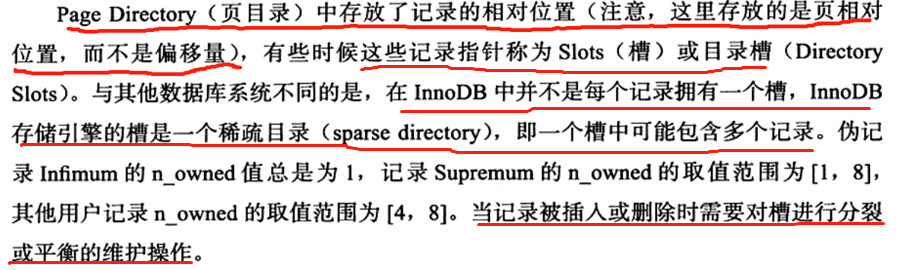 Page Directory（页目录）中存放了记录的相对位置（注意，这里存放的是页相对
位置，而不是偏移量），有些时候这些记录指针称为 Slots（槽）或目录槽（Directory
Slots）。与其他数据库系统不同的是，在 InnoDB 中并不是每个记录拥有一个槽，InnoDB
存储引擎的槽是一个稀疏目录（sparse directory），即一个槽中可能包含多个记录。伪记
录 Infimum 的 n_owned 值总是为 1，记录 Supremum 的 n_owned 的取值范围为 [1，8]，
其他用户记录 n_owned 的取值范围为 [4，8]。当记录被插入或删除时需要对槽进行分裂
或平衡的维护操作。